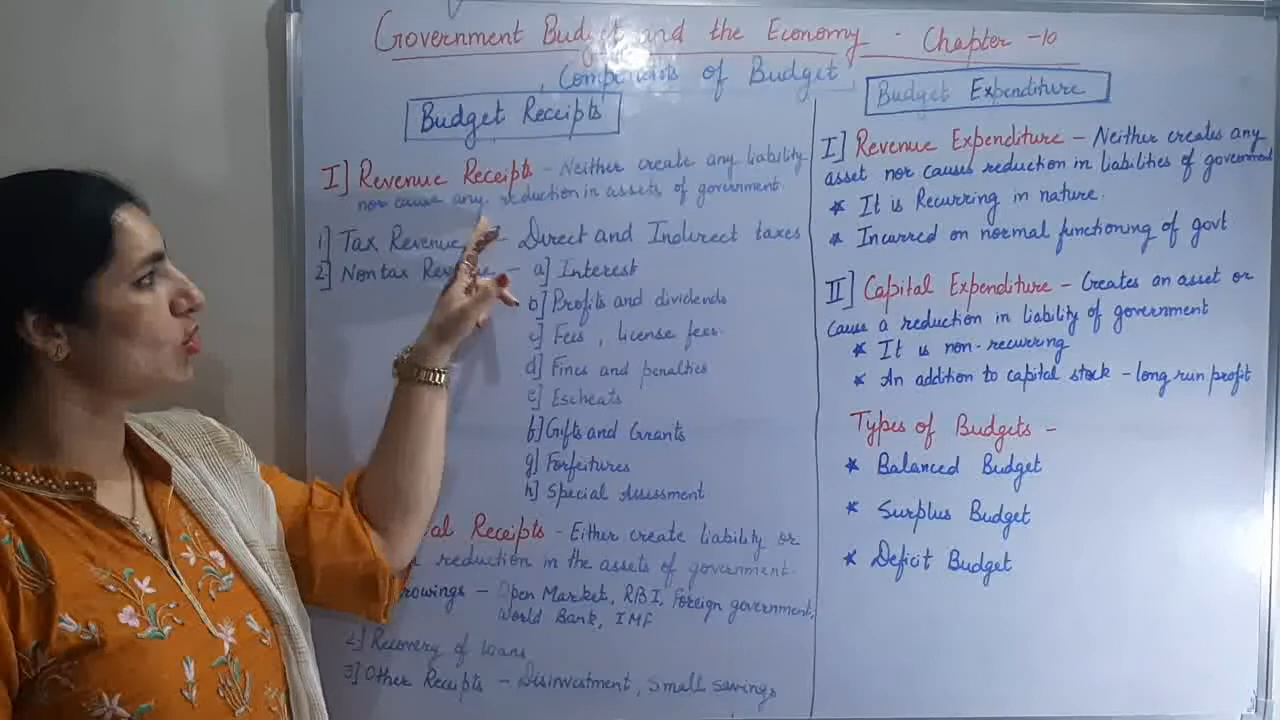 Government Budget and the Economy - Chapter -10
Components of Budget
Budget Receipts
I] Revenue Receipts - Neither create any liability
nor cause any reduction in assets of government.
1] Tax Revenue - Direct and Indirect taxes
2] Non tax Revenue - a] Interest
b] Profits and dividends
c] Fees, license fees.
d] Fines and penalties
e] Escheats
f] Gifts and Grants
g] Forfeitures
h] Special Assessment
Receipts - Either create liability or
reduction in the assets of government.
- Open Market, RBI, Foreign government,
World Bank, IMF
2] Recovery of loans
3] Other Receipts - Disinvestment, Small savings
Budget Expenditure
I] Revenue Expenditure - Neither creates any
asset nor causes reduction in liabilities of government
* It is Recurring in nature.
* Incurred on normal functioning of govt
II] Capital Expenditure - Creates an asset or
cause a reduction in liability of government
* It is non-recurring
* An addition to capital stock - long run profit
Types of Budgets -
* Balanced Budget
* Surplus Budget
* Deficit Budget